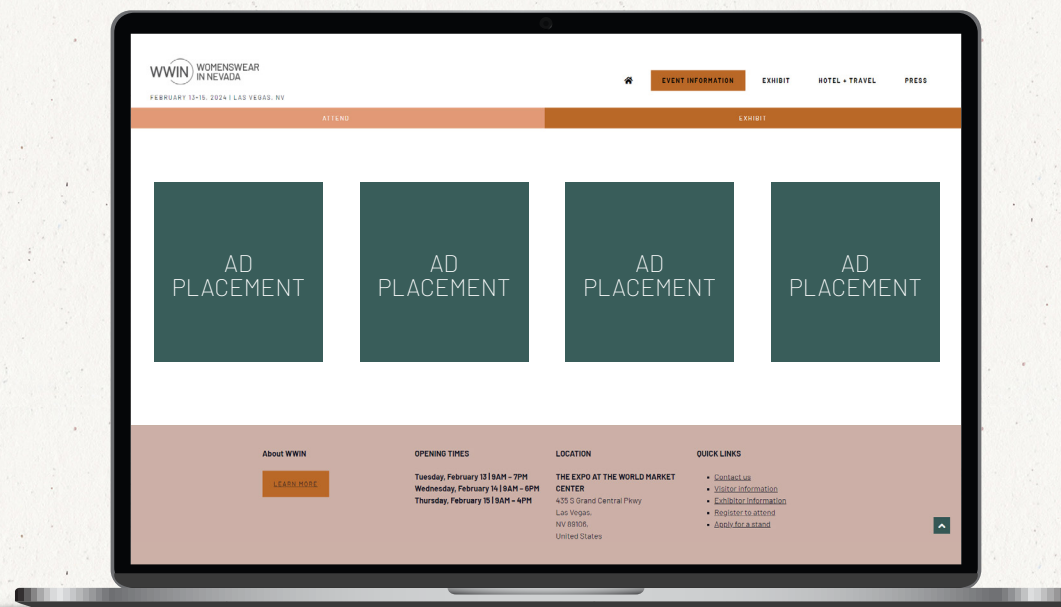 WWIN WOMENSWEAR
IN NEVADA
FEBRUARY 13-15, 2024 | LAS VEGAS, NV
EVENT INFORMATION
EXHIBIT
HOTEL + TRAVEL
PRESS
ATTEND
EXHIBIT
AD
PLACEMENT
AD
PLACEMENT
AD
PLACEMENT
AD
PLACEMENT
About WWIN
LEARN MORE
OPENING TIMES
Tuesday, February 13 | 9AM – 7PM
Wednesday, February 14 | 9AM – 6PM
Thursday, February 15 | 9AM – 4PM
LOCATION
THE EXPO AT THE WORLD MARKET
CENTER
435 S Grand Central Pkwy
Las Vegas,
NV 89106,
United States
QUICK LINKS
Contact us
Visitor information
Exhibitor Information
Register to attend
Apply for a stand